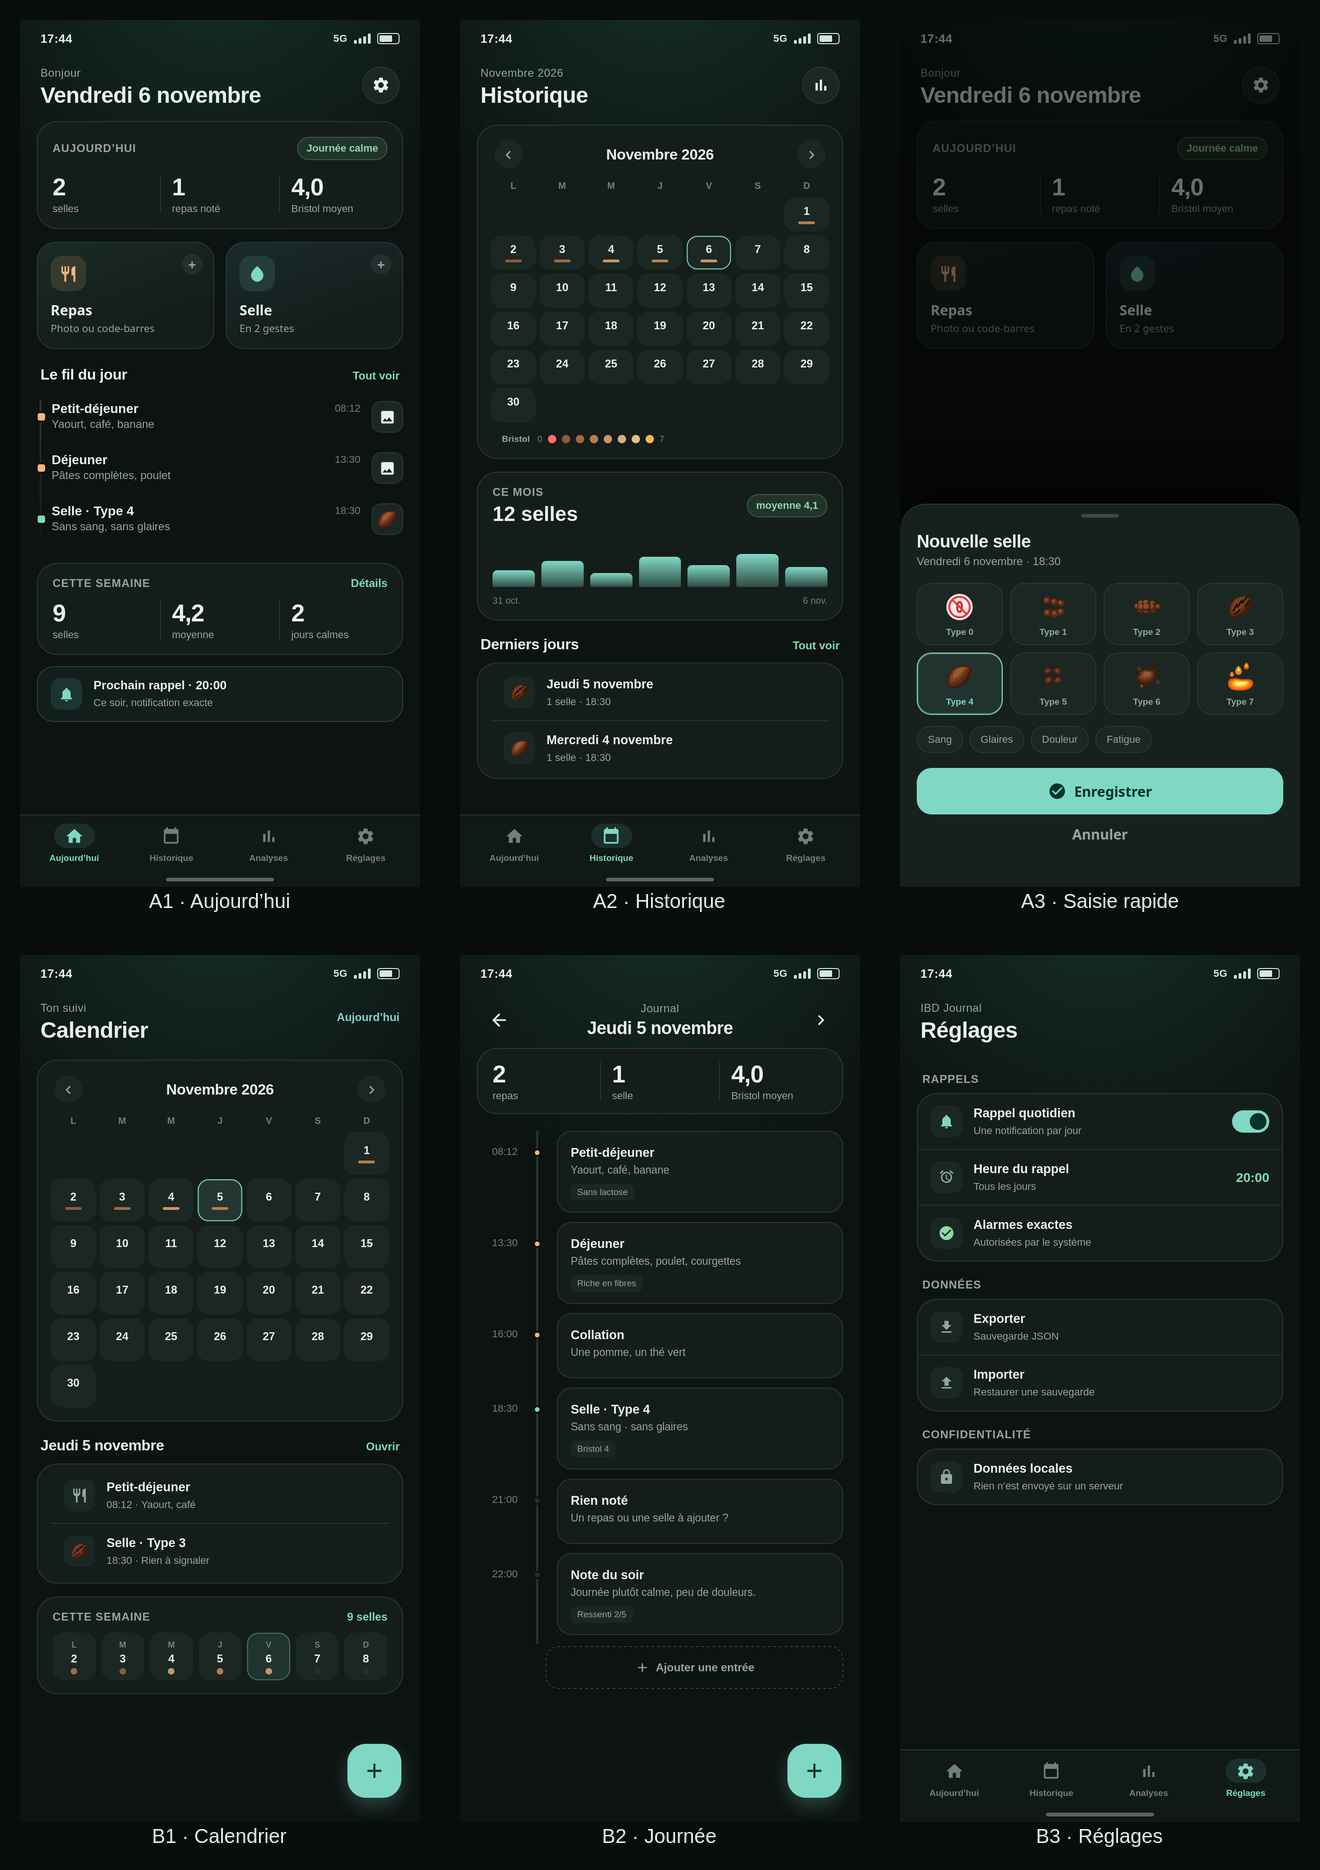 17:44
5G
Bonjour
Vendredi 6 novembre
AUJOURD'HUI
Journée calme
2
selles
1
repas noté
4,0
Bristol moyen
Repas
Photo ou code-barres
Selle
En 2 gestes
Le fil du jour
Tout voir
Petit-déjeuner
08:12
Yaourt, café, banane
Déjeuner
13:30
Pâtes complètes, poulet
Selle · Type 4
18:30
Sans sang, sans glaires
CETTE SEMAINE
Détails
9
selles
4,2
moyenne
2
jours calmes
Prochain rappel · 20:00
Ce soir, notification exacte
Aujourd'hui
Historique
Analyses
Réglages
A1 · Aujourd'hui
17:44
5G
Novembre 2026
Historique
Novembre 2026
L M M J V S D
1
2 3 4 5 6 7 8
9 10 11 12 13 14 15
16 17 18 19 20 21 22
23 24 25 26 27 28 29
30
Bristol 0 7
CE MOIS
12 selles
moyenne 4,1
31 oct.
6 nov.
Derniers jours
Tout voir
Jeudi 5 novembre
1 selle · 18:30
Mercredi 4 novembre
1 selle · 18:30
Aujourd'hui
Historique
Analyses
Réglages
A2 · Historique
17:44
5G
Bonjour
Vendredi 6 novembre
AUJOURD'HUI
Journée calme
2
selles
1
repas noté
4,0
Bristol moyen
Repas
Photo ou code-barres
Selle
En 2 gestes
Nouvelle selle
Vendredi 6 novembre · 18:30
0
Type 0
Type 1
Type 2
Type 3
Type 4
Type 5
Type 6
Type 7
Sang
Glaires
Douleur
Fatigue
Enregistrer
Annuler
A3 · Saisie rapide
17:44
5G
Ton suivi
Calendrier
Aujourd'hui
Novembre 2026
L M M J V S D
1
2 3 4 5 6 7 8
9 10 11 12 13 14 15
16 17 18 19 20 21 22
23 24 25 26 27 28 29
30
Jeudi 5 novembre
Ouvrir
Petit-déjeuner
08:12 · Yaourt, café
Selle · Type 3
18:30 · Rien à signaler
CETTE SEMAINE
9 selles
L M M J V S D
2 3 4 5 6 7 8
B1 · Calendrier
17:44
5G
Journal
Jeudi 5 novembre
2
repas
1
selle
4,0
Bristol moyen
08:12
Petit-déjeuner
Yaourt, café, banane
Sans lactose
13:30
Déjeuner
Pâtes complètes, poulet, courgettes
Riche en fibres
16:00
Collation
Une pomme, un thé vert
18:30
Selle · Type 4
Sans sang · sans glaires
Bristol 4
21:00
Rien noté
Un repas ou une selle à ajouter ?
22:00
Note du soir
Journée plutôt calme, peu de douleurs.
Ressenti 2/5
Ajouter une entrée
B2 · Journée
17:44
5G
IBD Journal
Réglages
RAPPELS
Rappel quotidien
Une notification par jour
Heure du rappel
Tous les jours
20:00
Alarmes exactes
Autorisées par le système
DONNÉES
Exporter
Sauvegarde JSON
Importer
Restaurer une sauvegarde
CONFIDENTIALITÉ
Données locales
Rien n'est envoyé sur un serveur
Aujourd'hui
Historique
Analyses
Réglages
B3 · Réglages